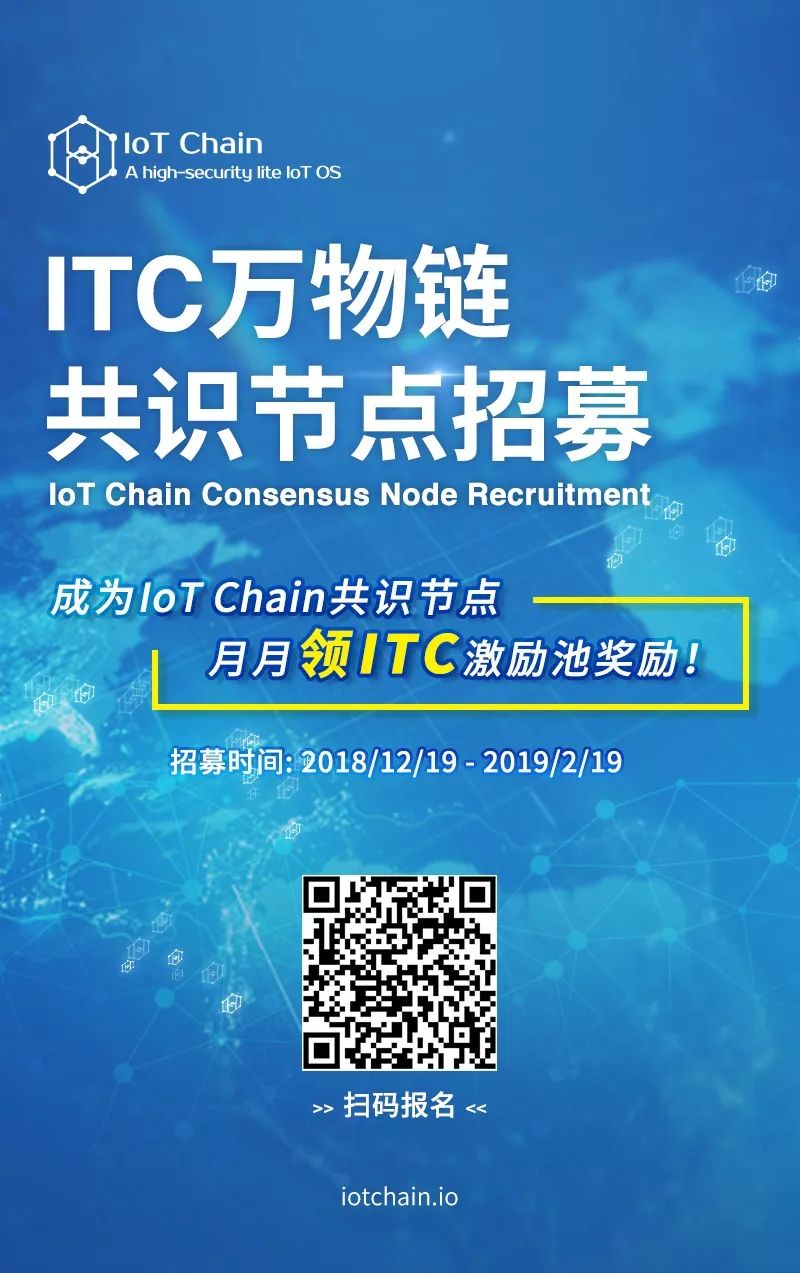 IoT Chain
A high-security lite IoT OS
ITC万物链
共识节点招募
IoT Chain Consensus Node Recruitment
成为IoT Chain共识节点
月月领ITC激励池奖励!
招募时间: 2018/12/19 - 2019/2/19
>> 扫码报名 <<
iotchain.io